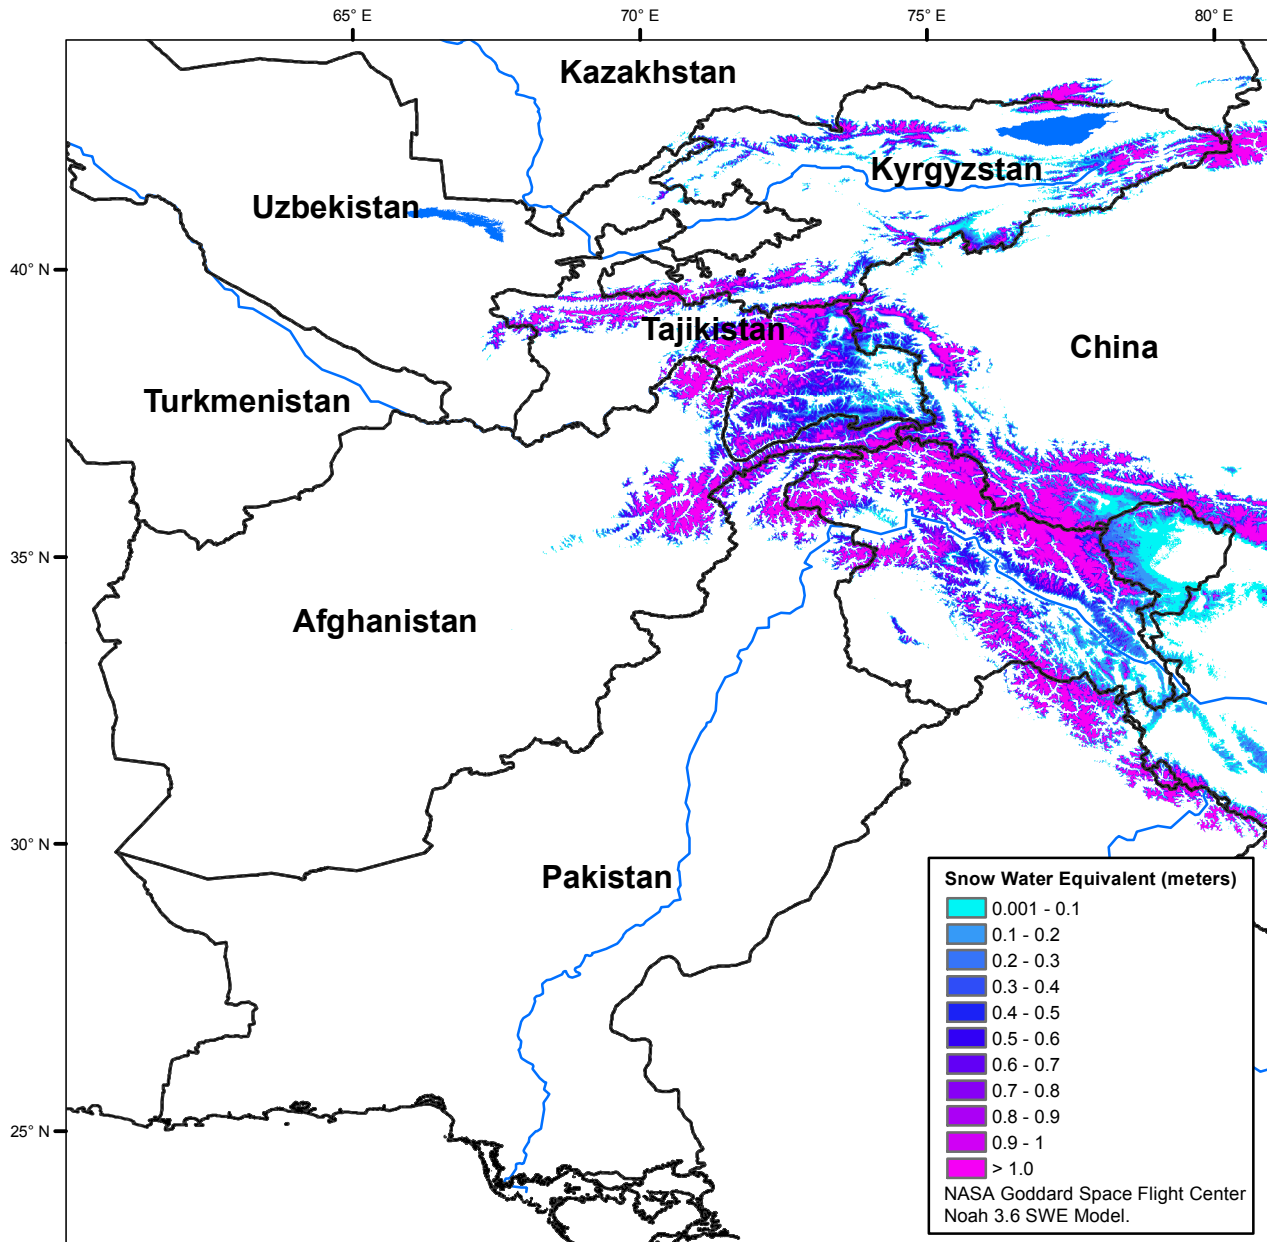 65° E
70° E
75° E
80° E
Kazakhstan
Kyrgyzstan
Uzbekistan
40° N
Tajikistan
China
Turkmenistan
35° N
Afghanistan
30° N
Pakistan
25° N
Snow Water Equivalent (meters)
0.001 - 0.1
0.1 - 0.2
0.2 - 0.3
0.3 - 0.4
0.4 - 0.5
0.5 - 0.6
0.6 - 0.7
0.7 - 0.8
0.8 - 0.9
0.9 - 1
> 1.0
NASA Goddard Space Flight Center
Noah 3.6 SWE Model.